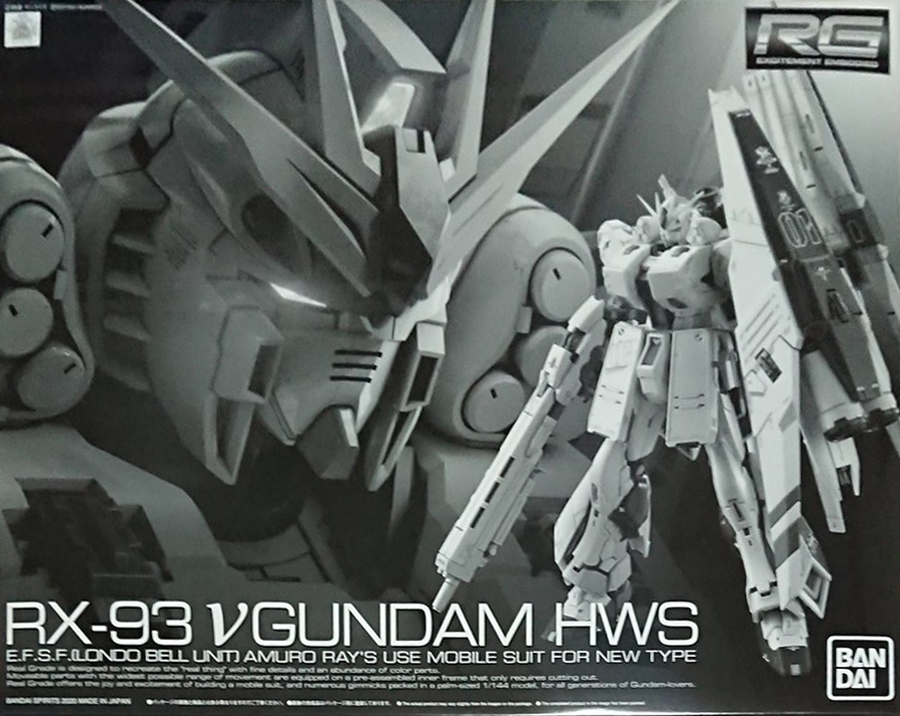 RG
EXCITEMENT EMBODIED
RX-93 νGUNDAM HWS
E.F.S.F.(LONDO BELL UNIT) AMURO RAY'S USE MOBILE SUIT FOR NEW TYPE
Real Grade is designed to recreate the "real thing" with fine details and an abundance of color parts.
Moveable parts with the widest possible range of movement are equipped on a pre-assembled inner frame that only requires cutting out.
Real Grade offers the joy and excitement of building a mobile suit, and numerous gimmicks packed in a palm-sized 1/144 model, for all generations of Gundam-lovers.
BANDAI SPIRITS 2020 MADE IN JAPAN
BAN
DAI